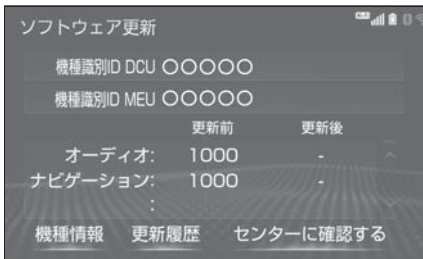 ソフトウェア更新
機種識別ID DCU 〇〇〇〇〇
機種識別ID MEU 〇〇〇〇〇
更新前 更新後
オーディオ: 1000 -
ナビゲーション: 1000 -
:
機種情報 更新履歴 センターに確認する